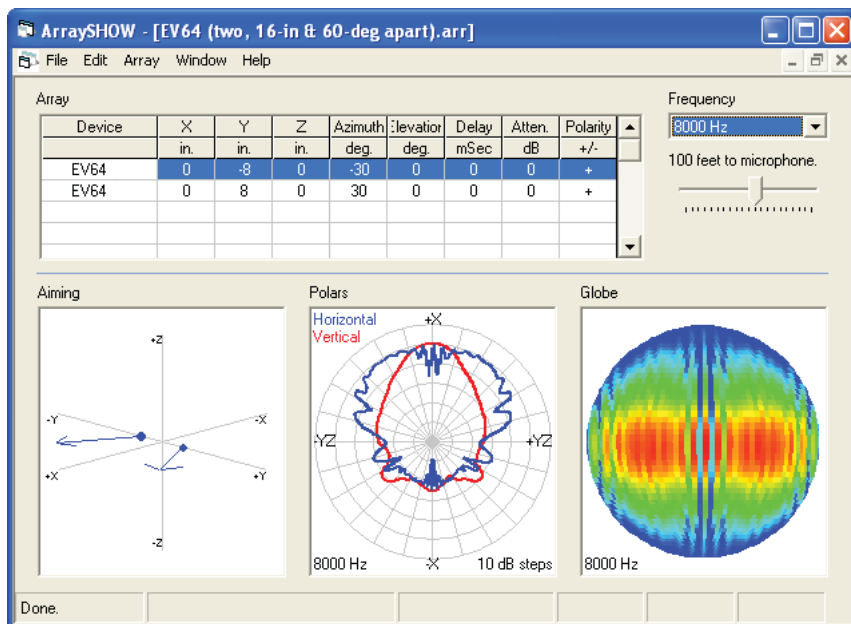 ArraySHOW - [EV64 (two, 16-in & 60-deg apart).arr]
File Edit Array Window Help
Array
Frequency
Device X Y Z Azimuth Elevation Delay Atten. Polarity
in. in. in. deg. deg. mSec dB +/-
EV64 0 -8 0 -30 0 0 0 +
EV64 0 8 0 30 0 0 0 +
8000 Hz
100 feet to microphone.
Aiming
+Z
-Y
-X
+X
+Y
-Z
Polars
Horizontal
Vertical
+X
-YZ
+YZ
8000 Hz
-X
10 dB steps
Globe
8000 Hz
Done.